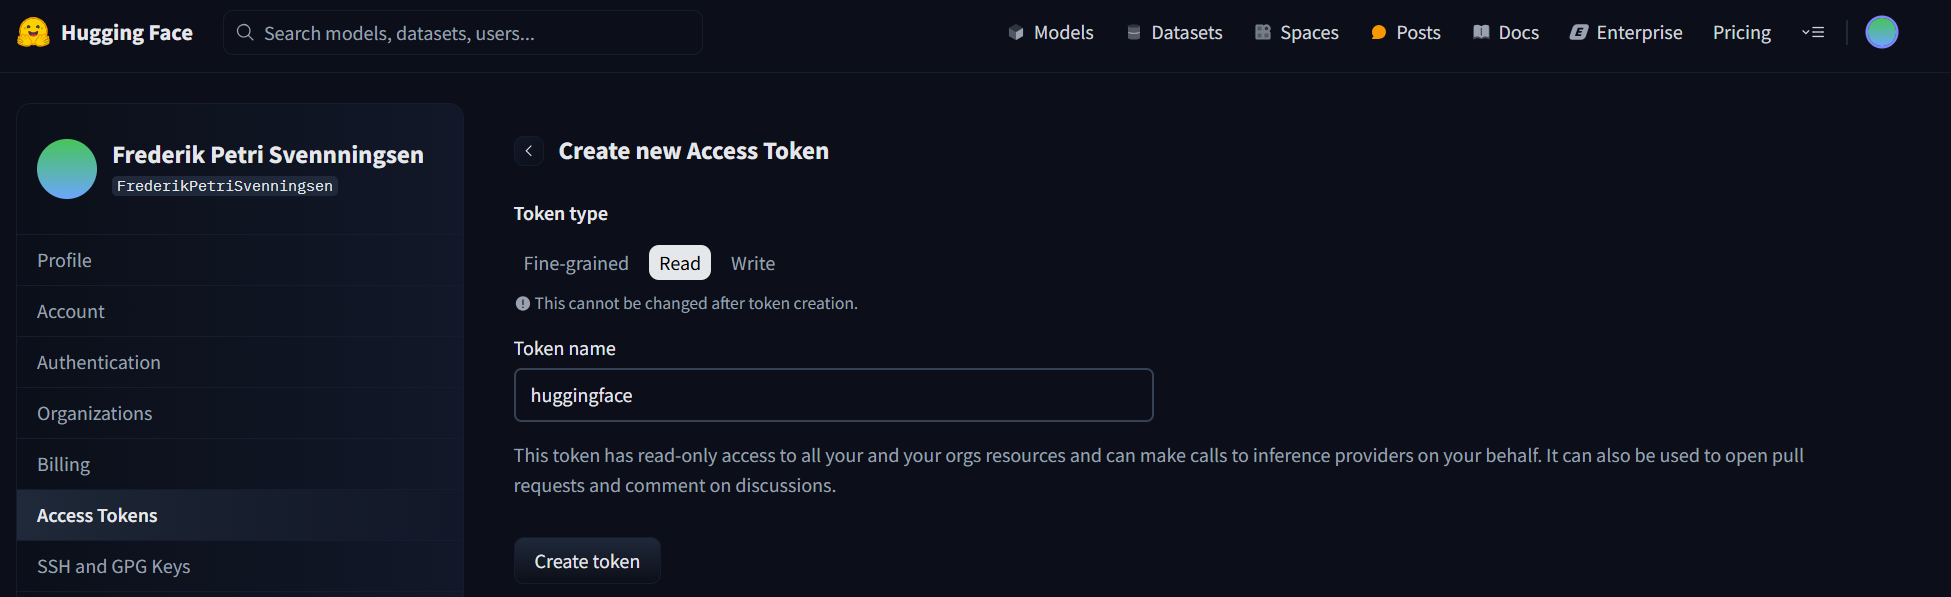 Hugging Face
Search models, datasets, users...
Models
Datasets
Spaces
Posts
Docs
Enterprise
Pricing
Frederik Petri Svennningsen
FrederikPetriSvenningsen
Profile
Account
Authentication
Organizations
Billing
Access Tokens
SSH and GPG Keys
Create new Access Token
Token type
Fine-grained Read Write
This cannot be changed after token creation.
Token name
huggingface
This token has read-only access to all your and your orgs resources and can make calls to inference providers on your behalf. It can also be used to open pull
requests and comment on discussions.
Create token